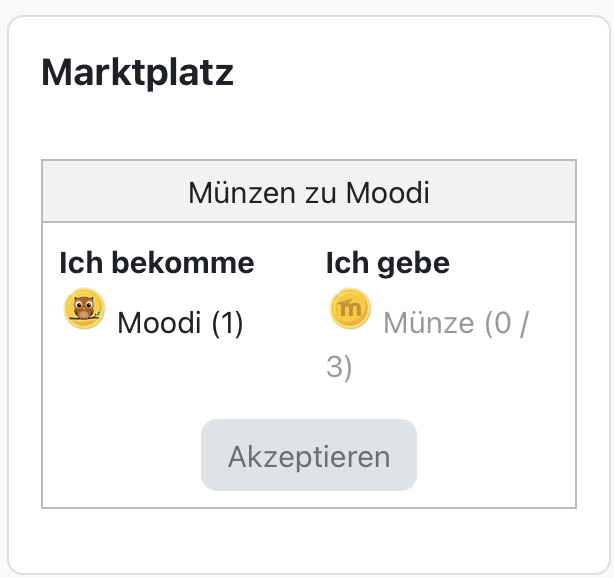 Marktplatz
Münzen zu Moodi
Ich bekomme
Moodi (1)
Ich gebe
m Münze (0 /
3)
Akzeptieren